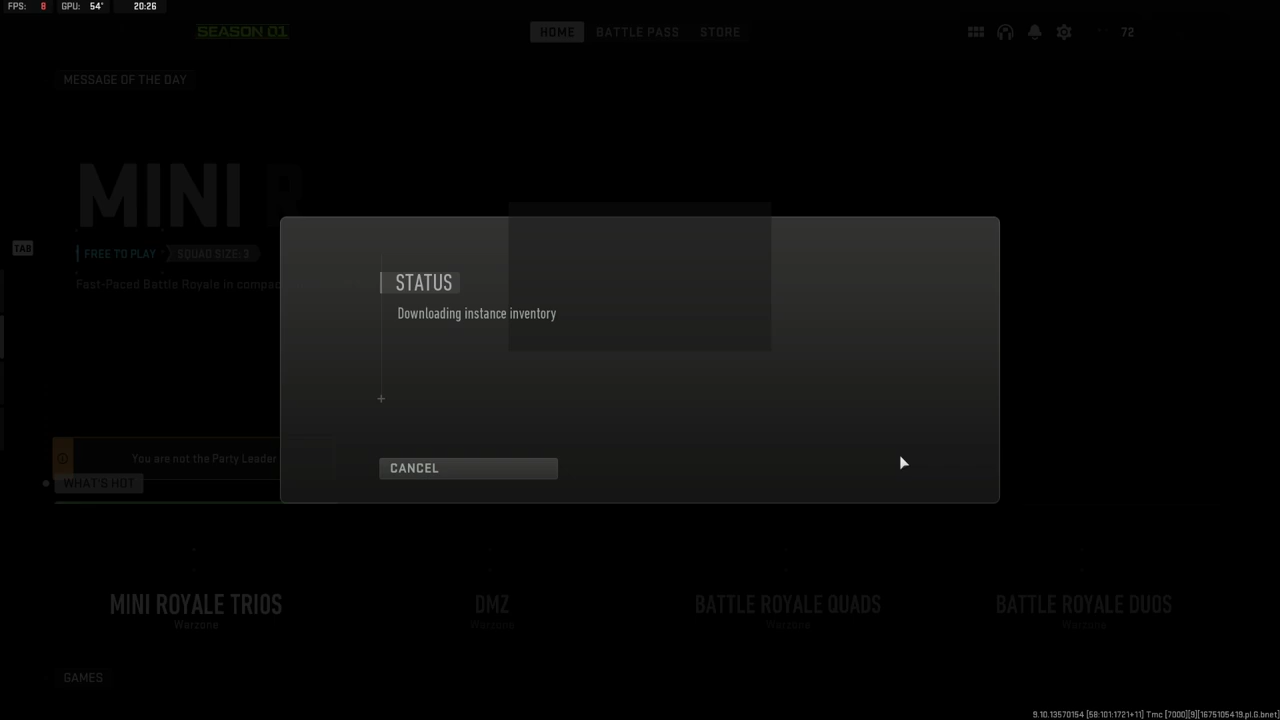 FPS: 8 GPU: 54° 20:26
SEASON 01
HOME BATTLE PASS STORE
72
MESSAGE OF THE DAY
MINI R
TAB
FREE TO PLAY SQUAD SIZE: 3
Fast-Paced Battle Royale in compac
STATUS
Downloading instance inventory
You are not the Party Leader
CANCEL
WHAT'S HOT
MINI ROYALE TRIOS DMZ BATTLE ROYALE QUADS BATTLE ROYALE DUOS
Warzone Warzone Warzone Warzone
GAMES
9.10.13570154 [58:101:1721+11] Tmc [7000][9][1675105419.pl.G.bnet]